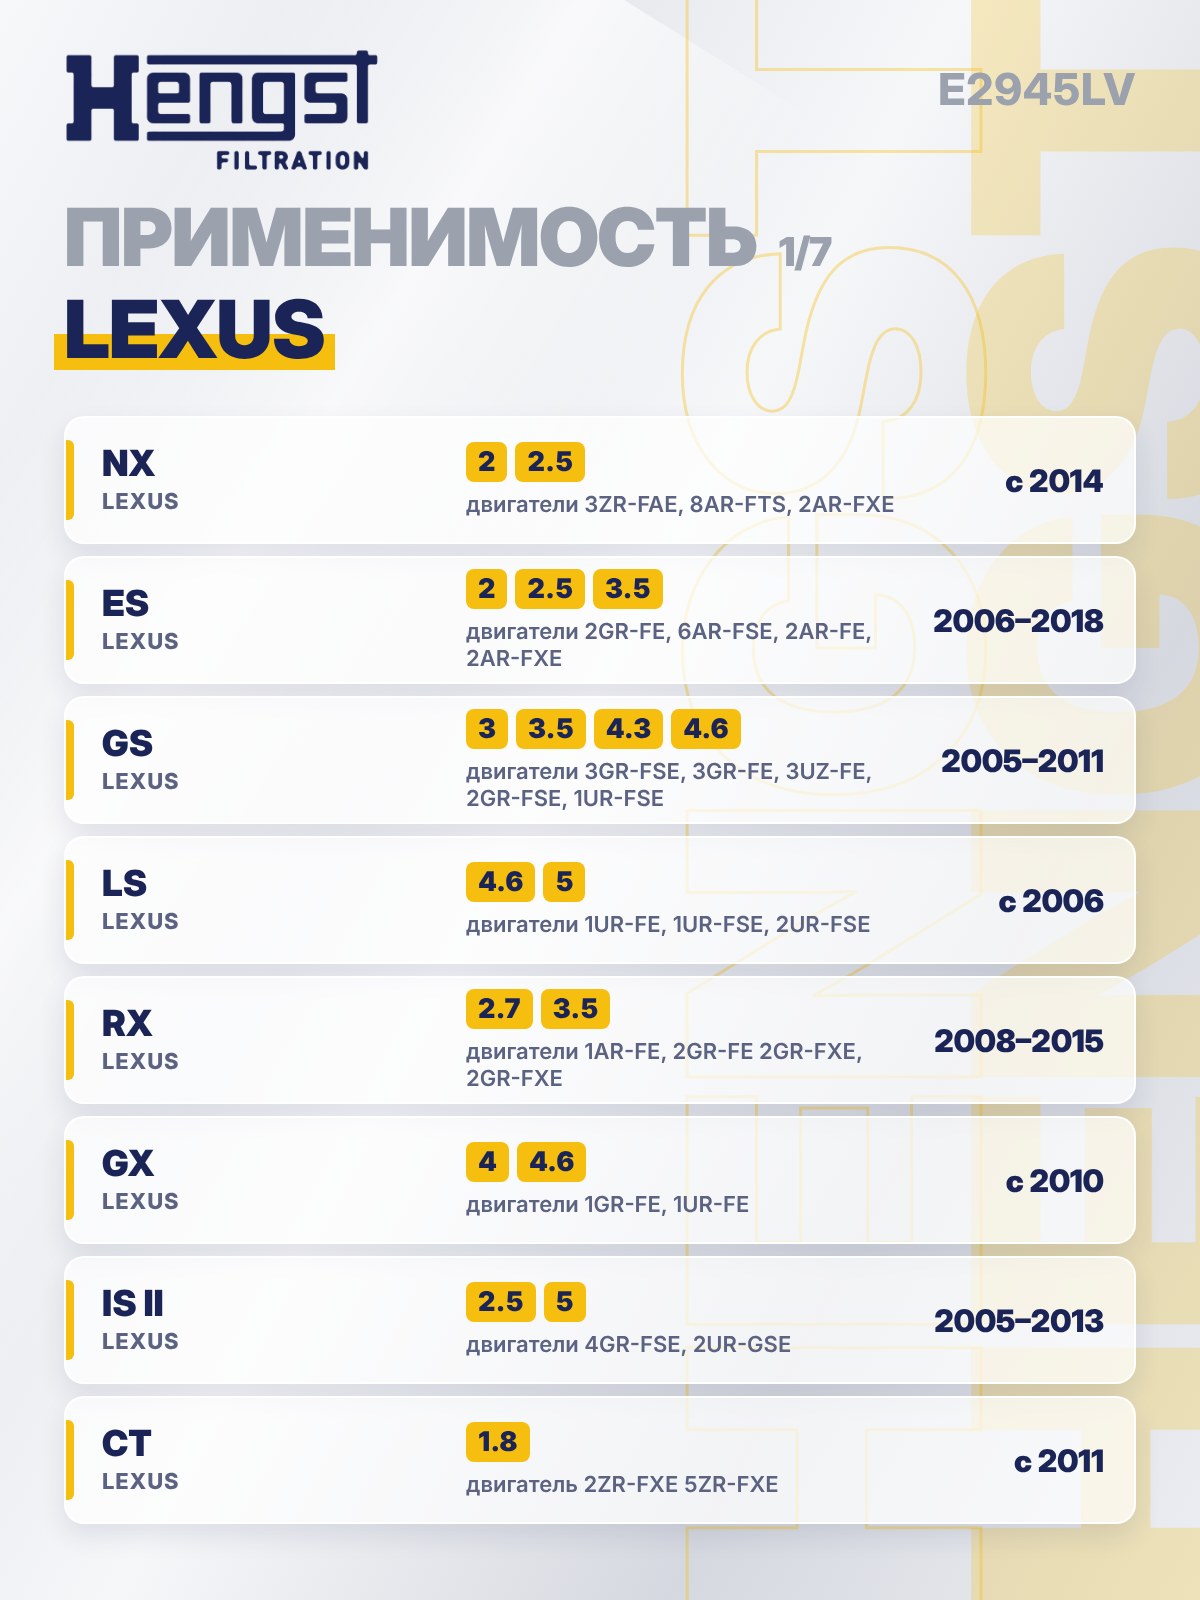 Hengst
FILTRATION
E2945LV
ПРИМЕНИМОСТЬ 1/7
LEXUS
NX
LEXUS
2 2.5
двигатели 3ZR-FAE, 8AR-FTS, 2AR-FXE
с 2014
ES
LEXUS
2 2.5 3.5
двигатели 2GR-FE, 6AR-FSE, 2AR-FE,
2AR-FXE
2006–2018
GS
LEXUS
3 3.5 4.3 4.6
двигатели 3GR-FSE, 3GR-FE, 3UZ-FE,
2GR-FSE, 1UR-FSE
2005–2011
LS
LEXUS
4.6 5
двигатели 1UR-FE, 1UR-FSE, 2UR-FSE
с 2006
RX
LEXUS
2.7 3.5
двигатели 1AR-FE, 2GR-FE 2GR-FXE,
2GR-FXE
2008–2015
GX
LEXUS
4 4.6
двигатели 1GR-FE, 1UR-FE
с 2010
IS II
LEXUS
2.5 5
двигатели 4GR-FSE, 2UR-GSE
2005–2013
CT
LEXUS
1.8
двигатель 2ZR-FXE 5ZR-FXE
с 2011
HENGST
HENGST